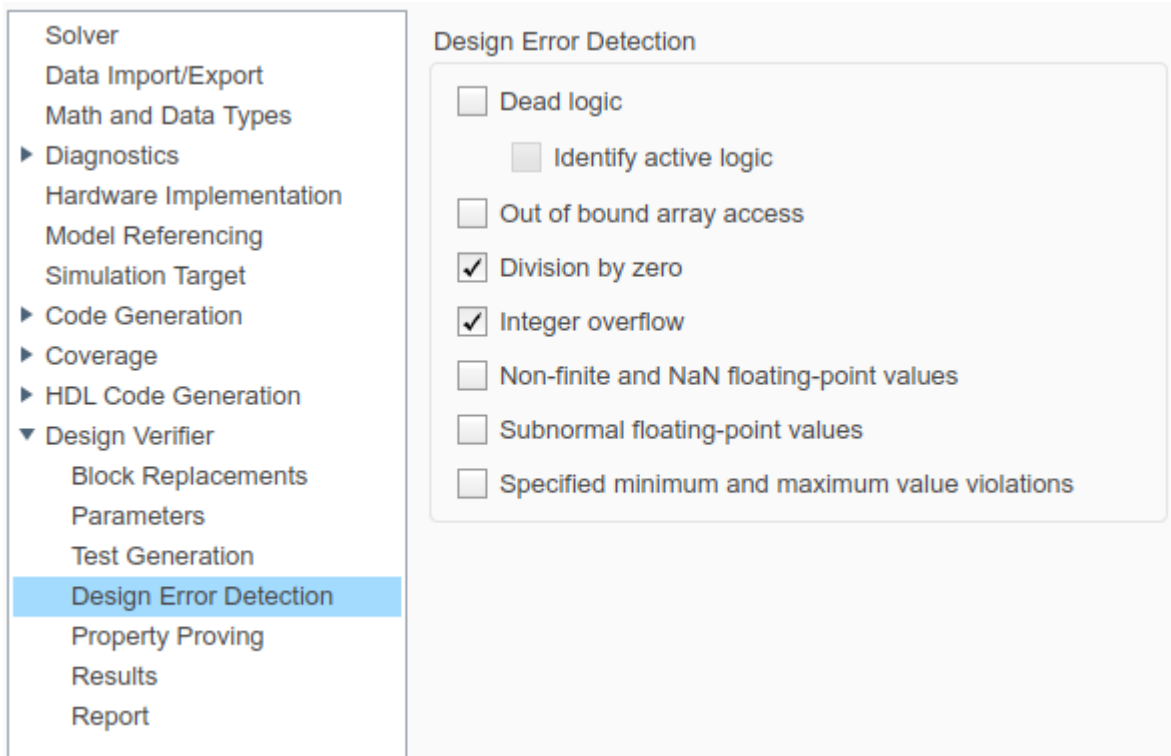 Solver
Data Import/Export
Math and Data Types
Diagnostics
Hardware Implementation
Model Referencing
Simulation Target
Code Generation
Coverage
HDL Code Generation
Design Verifier
Block Replacements
Parameters
Test Generation
Design Error Detection
Property Proving
Results
Report
Design Error Detection
Dead logic
Identify active logic
Out of bound array access
Division by zero
Integer overflow
Non-finite and NaN floating-point values
Subnormal floating-point values
Specified minimum and maximum value violations